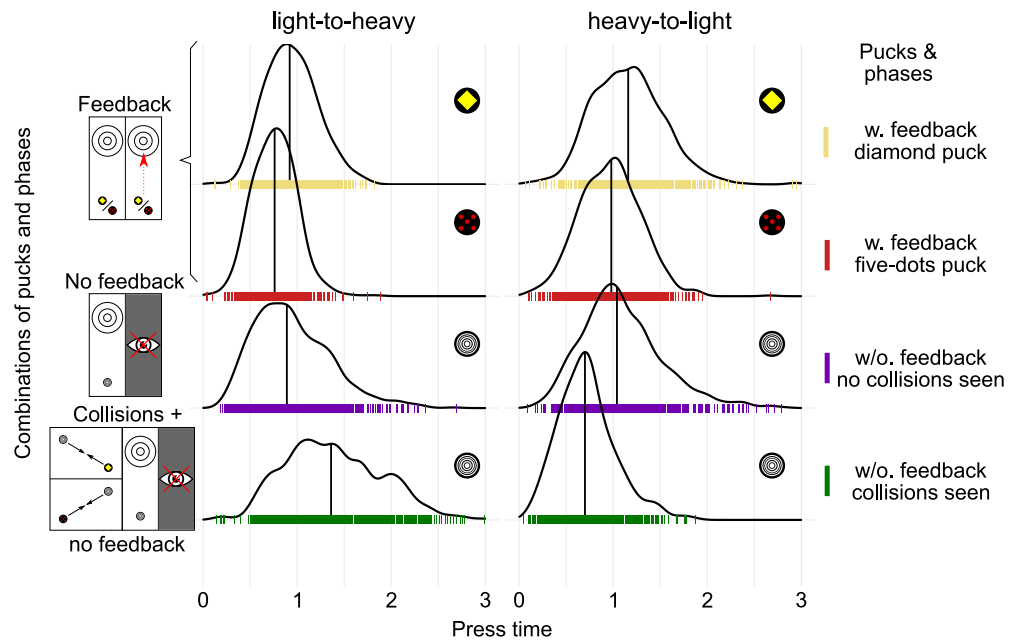 light-to-heavy
heavy-to-light
Combinations of pucks and phases
Feedback
No feedback
Collisions +
no feedback
Pucks &
phases
w. feedback
diamond puck
w. feedback
five-dots puck
w/o. feedback
no collisions seen
w/o. feedback
collisions seen
0 1 2 3
0 1 2 3
Press time